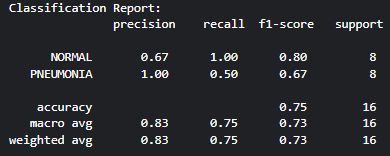 Classification Report:
precision recall f1-score support
NORMAL 0.67 1.00 0.80 8
PNEUMONIA 1.00 0.50 0.67 8
accuracy 0.75 16
macro avg 0.83 0.75 0.73 16
weighted avg 0.83 0.75 0.73 16